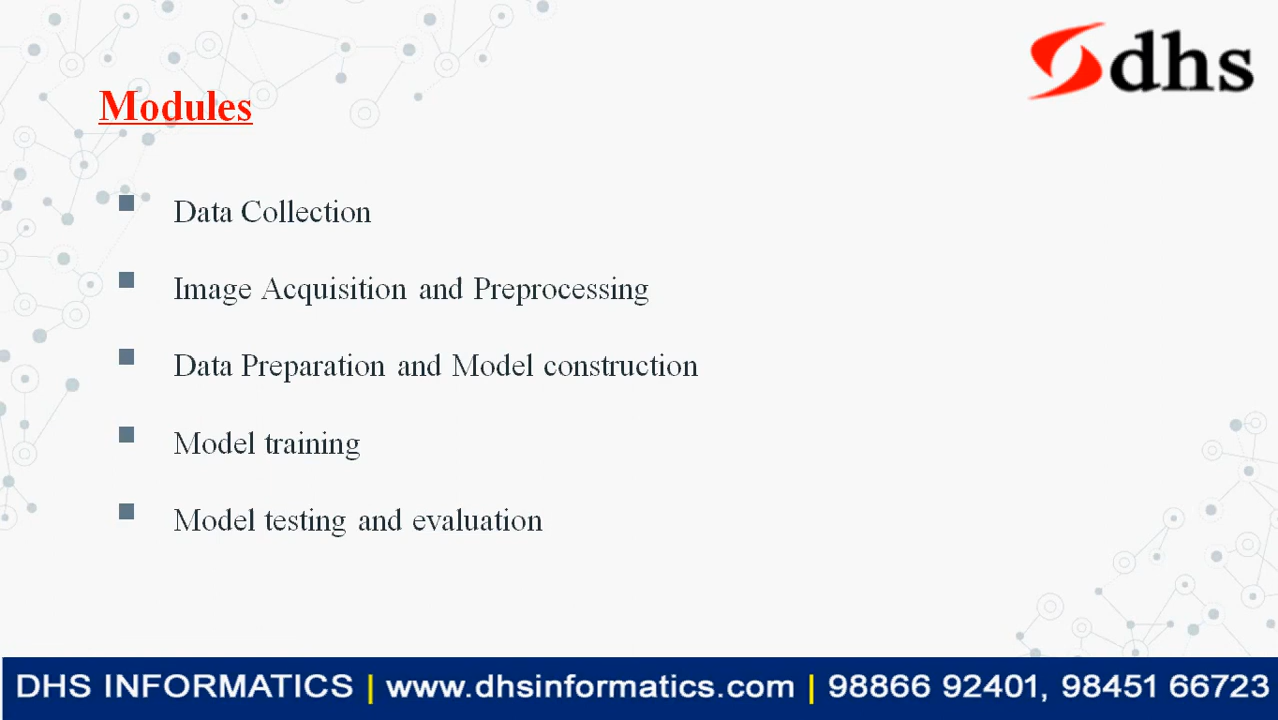 dhs
Modules
Data Collection
Image Acquisition and Preprocessing
Data Preparation and Model construction
Model training
Model testing and evaluation
DHS INFORMATICS | www.dhsinformatics.com | 98866 92401, 98451 66723